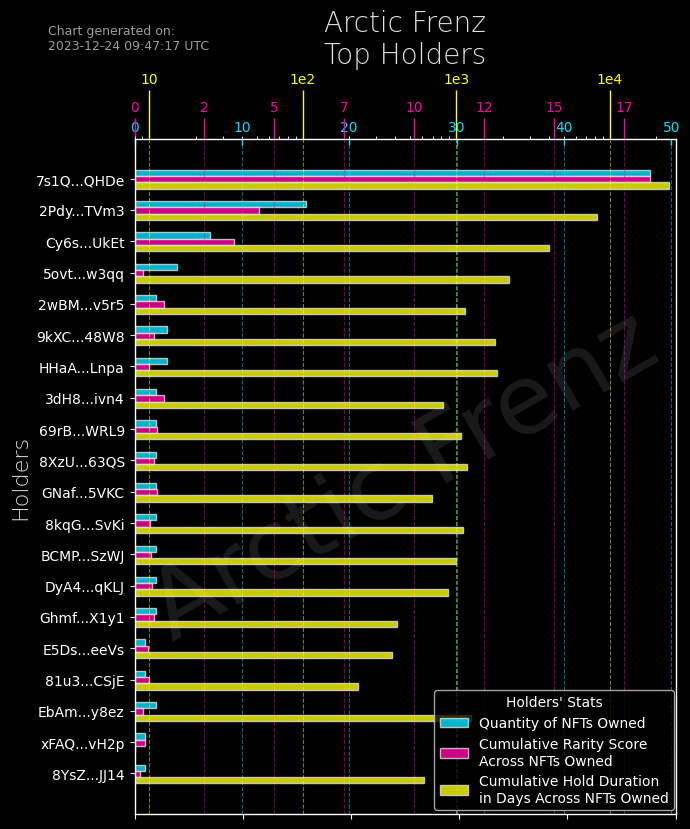 Chart generated on:
2023-12-24 09:47:17 UTC
Arctic Frenz
Top Holders
10 1e2 1e3 1e4
0 2 5 7 10 12 15 17
0 10 20 30 40 50
Holders
7s1Q...QHDe
2Pdy...TVm3
Cy6s...UkEt
5ovt...w3qq
2wBM...v5r5
9kXC...48W8
HHaA...Lnpa
3dH8...ivn4
69rB...WRL9
8XzU...63QS
GNaf...5VKC
8kqG...SvKi
BCMP...SzWJ
DyA4...qKLJ
Ghmf...X1y1
E5Ds...eeVs
81u3...CSjE
EbAm...y8ez
xFAQ...vH2p
8YsZ...JJ14
Arctic Frenz
Holders' Stats
Quantity of NFTs Owned
Cumulative Rarity Score
Across NFTs Owned
Cumulative Hold Duration
in Days Across NFTs Owned